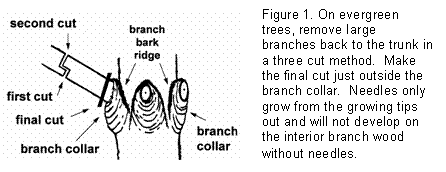 second cut
branch
bark
ridge
first cut
final cut
branch collar
branch
collar
Figure 1. On evergreen
trees, remove large
branches back to the trunk in
a three cut method. Make
the final cut just outside the
branch collar. Needles only
grow from the growing tips
out and will not develop on
the interior branch wood
without needles.